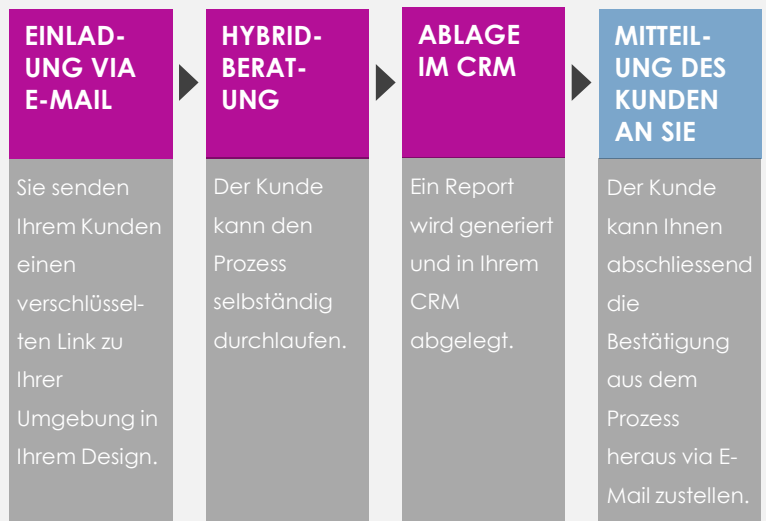 EINLAD-
UNG VIA
E-MAIL
Sie senden
Ihrem Kunden
einen
verschlüssel-
ten Link zu
Ihrer
Umgebung in
Ihrem Design.
HYBRID-
BERAT-
UNG
Der Kunde
kann den
Prozess
selbständig
durchlaufen.
ABLAGE
IM CRM
Ein Report
wird generiert
und in Ihrem
CRM
abgelegt.
MITTEIL-
UNG DES
KUNDEN
AN SIE
Der Kunde
kann Ihnen
abschliessend
die
Bestätigung
aus dem
Prozess
heraus via E-
Mail zustellen.